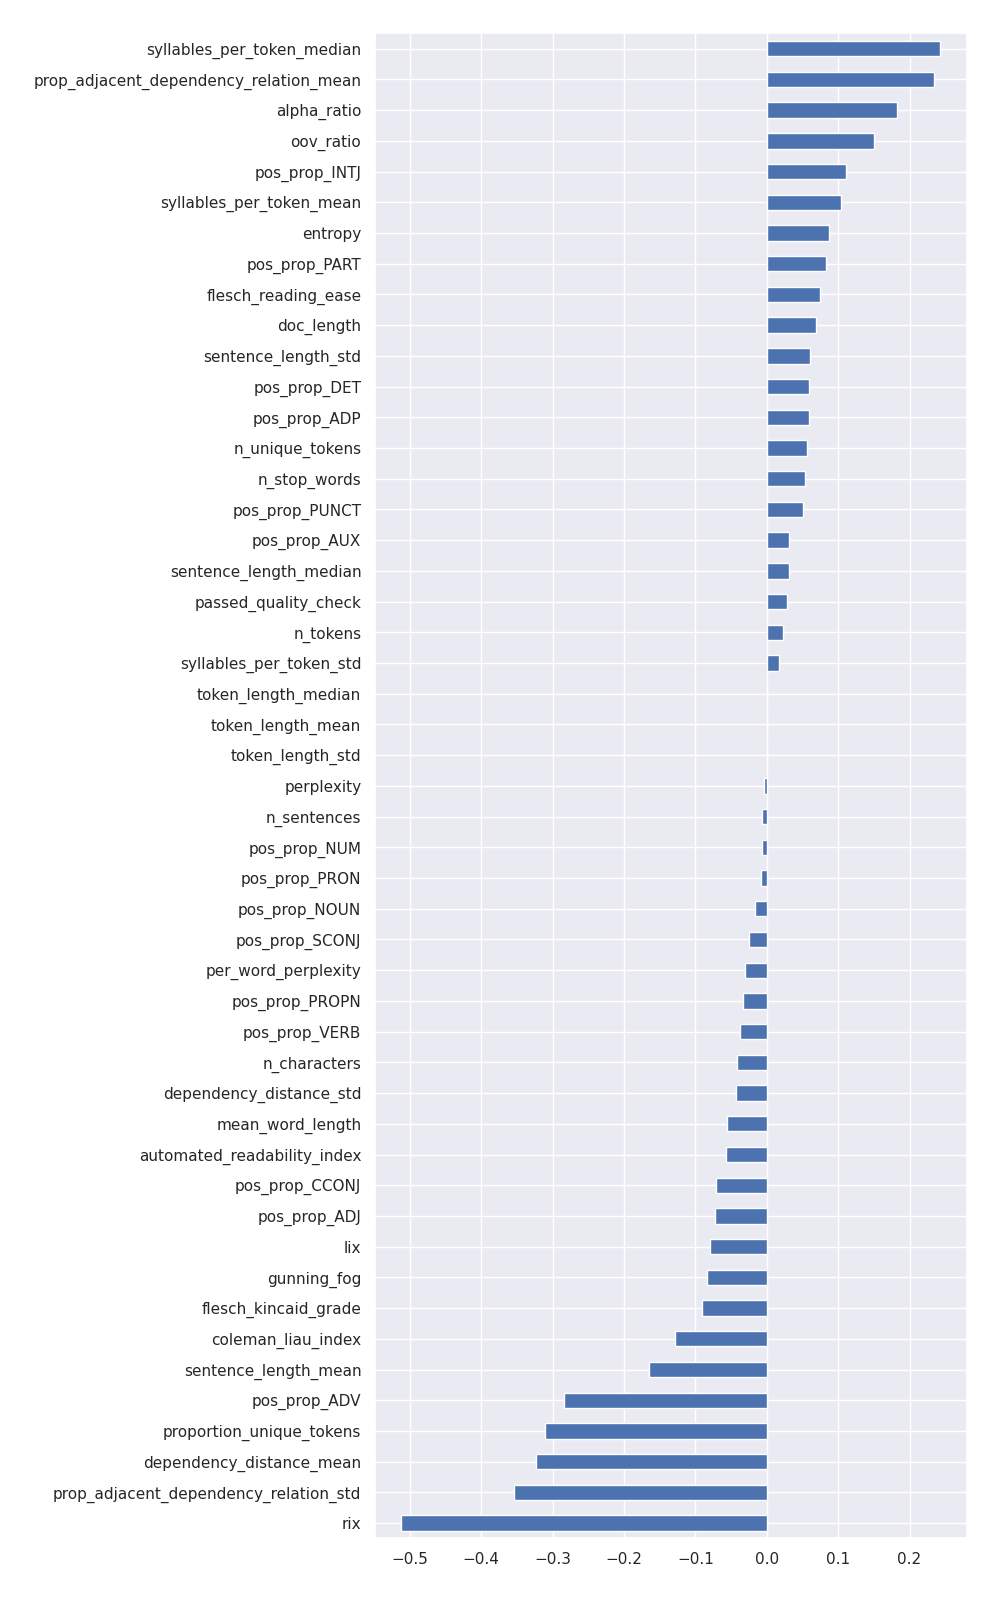 syllables_per_token_median
prop_adjacent_dependency_relation_mean
alpha_ratio
oov_ratio
pos_prop_INTJ
syllables_per_token_mean
entropy
pos_prop_PART
flesch_reading_ease
doc_length
sentence_length_std
pos_prop_DET
pos_prop_ADP
n_unique_tokens
n_stop_words
pos_prop_PUNCT
pos_prop_AUX
sentence_length_median
passed_quality_check
n_tokens
syllables_per_token_std
token_length_median
token_length_mean
token_length_std
perplexity
n_sentences
pos_prop_NUM
pos_prop_PRON
pos_prop_NOUN
pos_prop_SCONJ
per_word_perplexity
pos_prop_PROPN
pos_prop_VERB
n_characters
dependency_distance_std
mean_word_length
automated_readability_index
pos_prop_CCONJ
pos_prop_ADJ
lix
gunning_fog
flesch_kincaid_grade
coleman_liau_index
sentence_length_mean
pos_prop_ADV
proportion_unique_tokens
dependency_distance_mean
prop_adjacent_dependency_relation_std
rix
−0.5 −0.4 −0.3 −0.2 −0.1 0.0 0.1 0.2